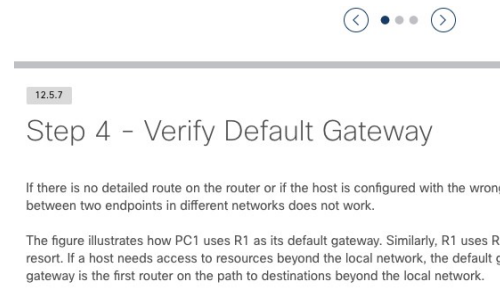 12.5.7
Step 4 - Verify Default Gateway
If there is no detailed route on the router or if the host is configured with the wrong
between two endpoints in different networks does not work.
The figure illustrates how PC1 uses R1 as its default gateway. Similarly, R1 uses R
resort. If a host needs access to resources beyond the local network, the default g
gateway is the first router on the path to destinations beyond the local network.